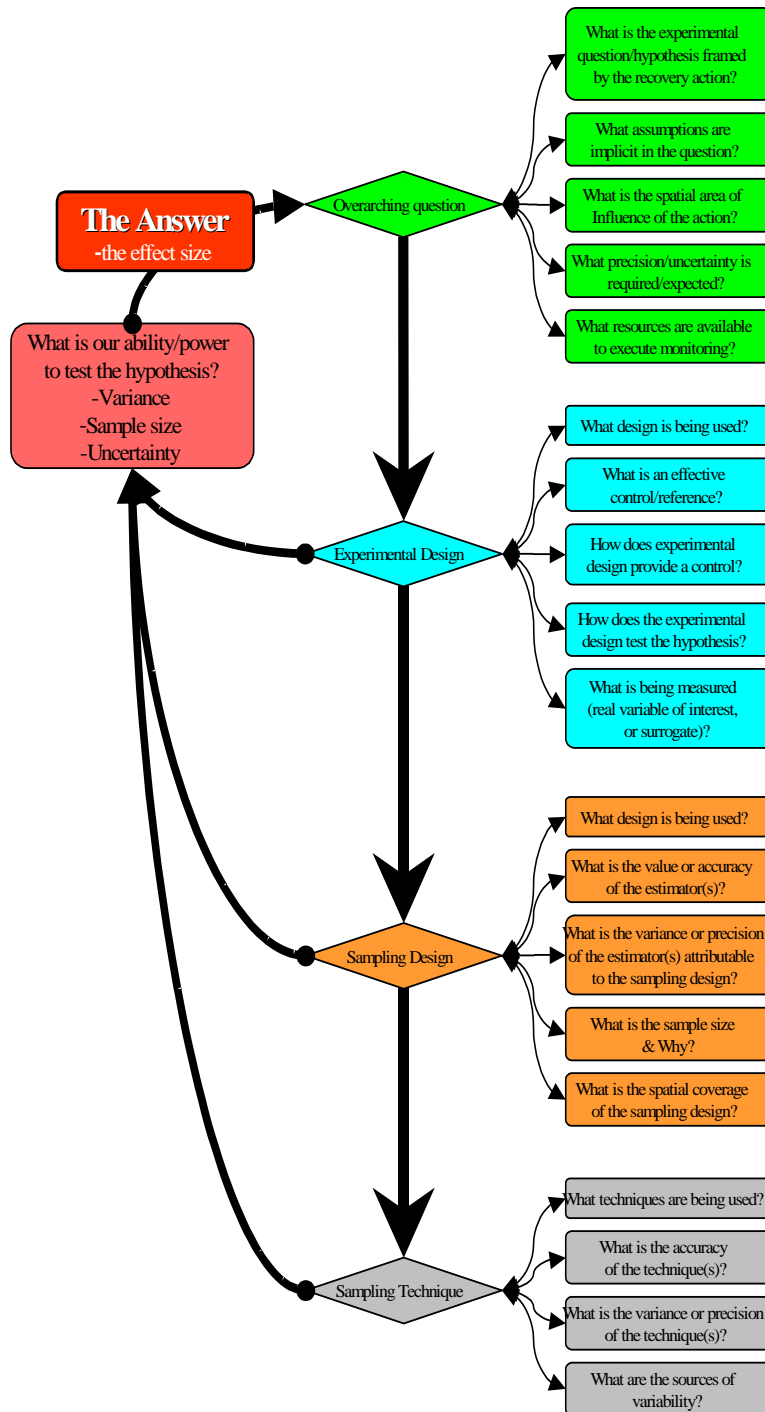 What is the experimental
question/hypothesis framed
by the recovery action?
What assumptions are
implicit in the question?
The Answer
-the effect size
Overarching question
What is the spatial area of
Influence of the action?
What precision/uncertainty is
required/expected?
What resources are available
to execute monitoring?
What is our ability/power
to test the hypothesis?
-Variance
-Sample size
-Uncertainty
What design is being used?
What is an effective
control/reference?
Experimental Design
How does experimental
design provide a control?
How does the experimental
design test the hypothesis?
What is being measured
(real variable of interest,
or surrogate)?
What design is being used?
What is the value or accuracy
of the estimator(s)?
Sampling Design
What is the variance or precision
of the estimator(s) attributable
to the sampling design?
What is the sample size
& Why?
What is the spatial coverage
of the sampling design?
What techniques are being used?
What is the accuracy
of the technique(s)?
Sampling Technique
What is the variance or precision
of the technique(s)?
What are the sources of
variability?